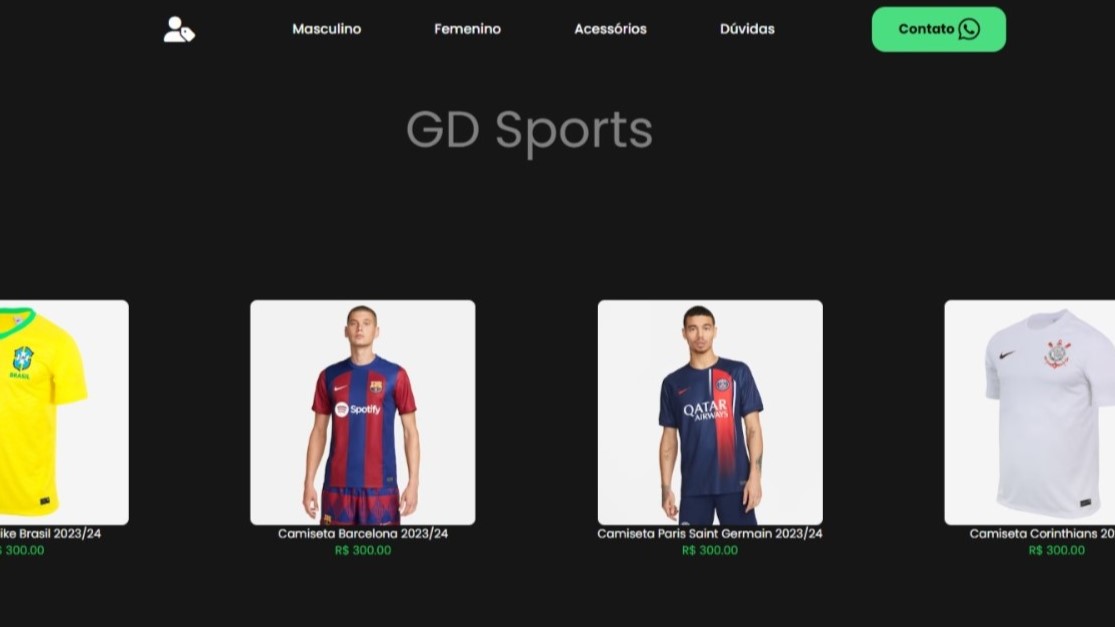 Masculino
Femenino
Acessórios
Dúvidas
Contato
GD Sports
BRASIL
Spotify
QATAR
AIRWAYS
ike Brasil 2023/24
$ 300.00
Camiseta Barcelona 2023/24
R$ 300.00
Camiseta Paris Saint Germain 2023/24
R$ 300.00
Camiseta Corinthians 20
R$ 300.00